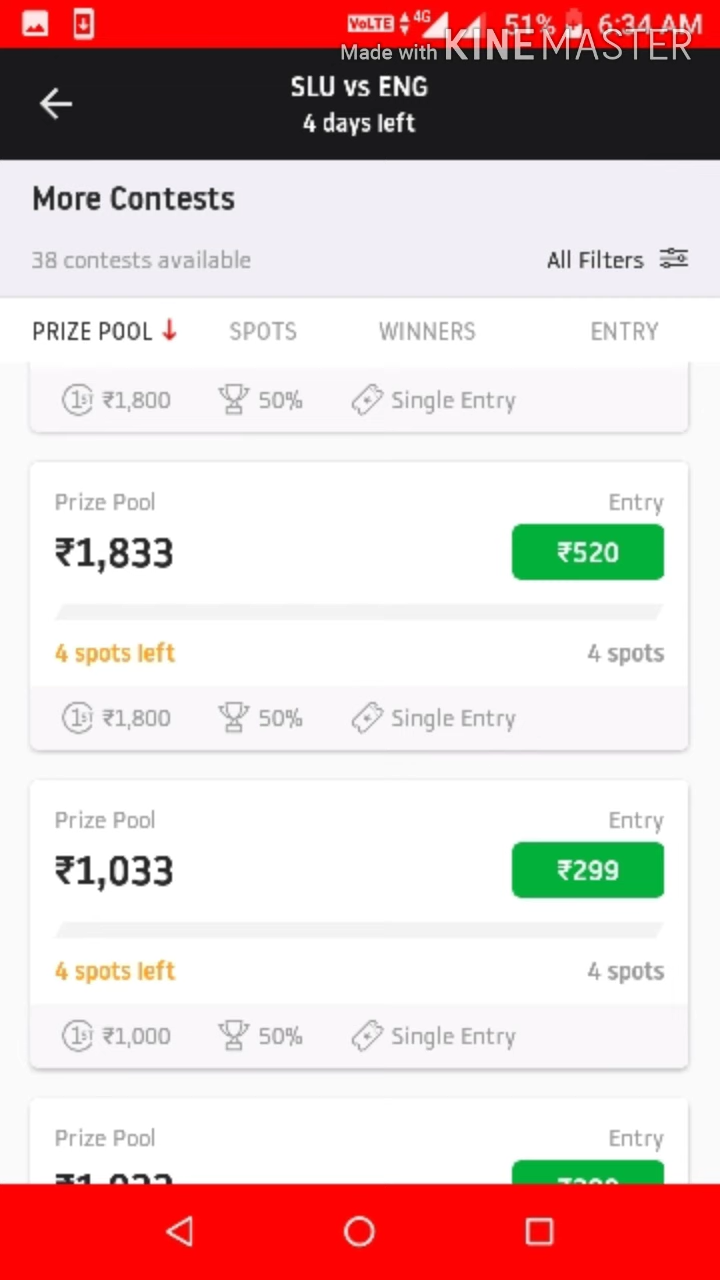 VoLTE 4G 51% 6:34 AM
Made with KINEMASTER
SLU vs ENG
4 days left
More Contests
38 contests available All Filters
PRIZE POOL SPOTS WINNERS ENTRY
1ST ₹1,800 50% Single Entry
Prize Pool Entry
₹1,833 ₹520
4 spots left 4 spots
1ST ₹1,800 50% Single Entry
Prize Pool Entry
₹1,033 ₹299
4 spots left 4 spots
1ST ₹1,000 50% Single Entry
Prize Pool Entry